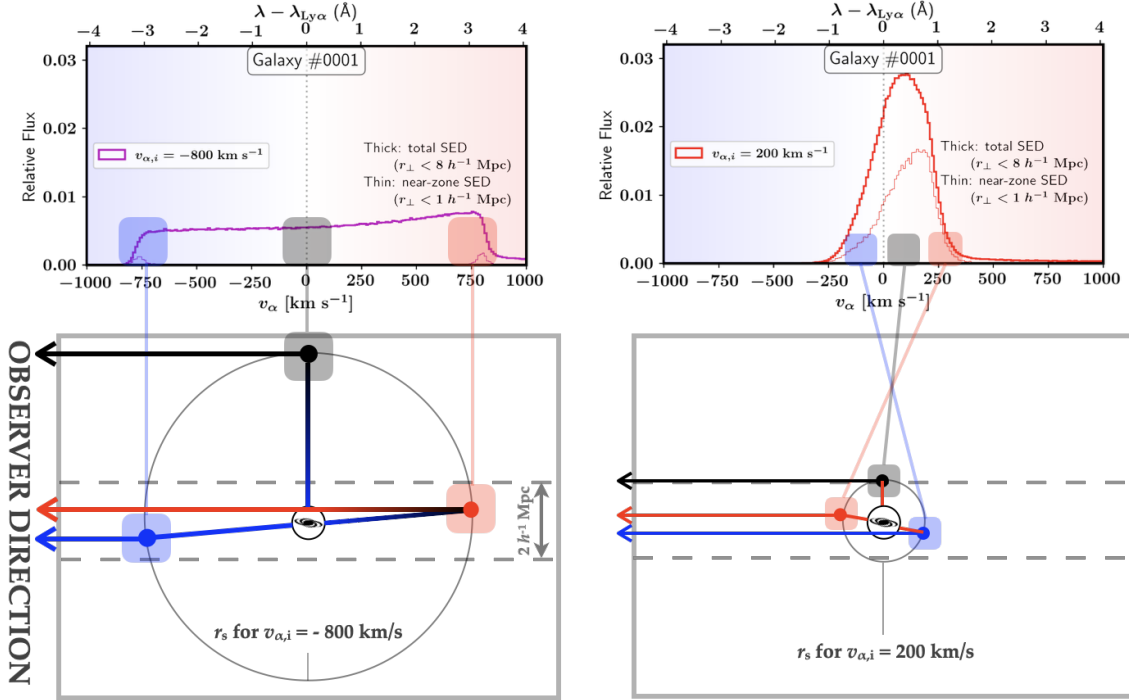 λ − λLyα (Å)
−4 −3 −2 −1 0 1 2 3 4
Galaxy #0001
0.03
0.02
0.01
0.00
Relative Flux
vα,i = −800 km s⁻¹
Thick: total SED
(r⊥ < 8 h⁻¹ Mpc)
Thin: near-zone SED
(r⊥ < 1 h⁻¹ Mpc)
−1000 −750 −500 −250 0 250 500 750 1000
vα [km s⁻¹]
λ − λLyα (Å)
−4 −3 −2 −1 0 1 2 3 4
Galaxy #0001
0.03
0.02
0.01
0.00
Relative Flux
vα,i = 200 km s⁻¹
Thick: total SED
(r⊥ < 8 h⁻¹ Mpc)
Thin: near-zone SED
(r⊥ < 1 h⁻¹ Mpc)
−1000 −750 −500 −250 0 250 500 750 1000
vα [km s⁻¹]
OBSERVER DIRECTION
2 h⁻¹ Mpc
rs for vα,i = - 800 km/s
rs for vα,i = 200 km/s